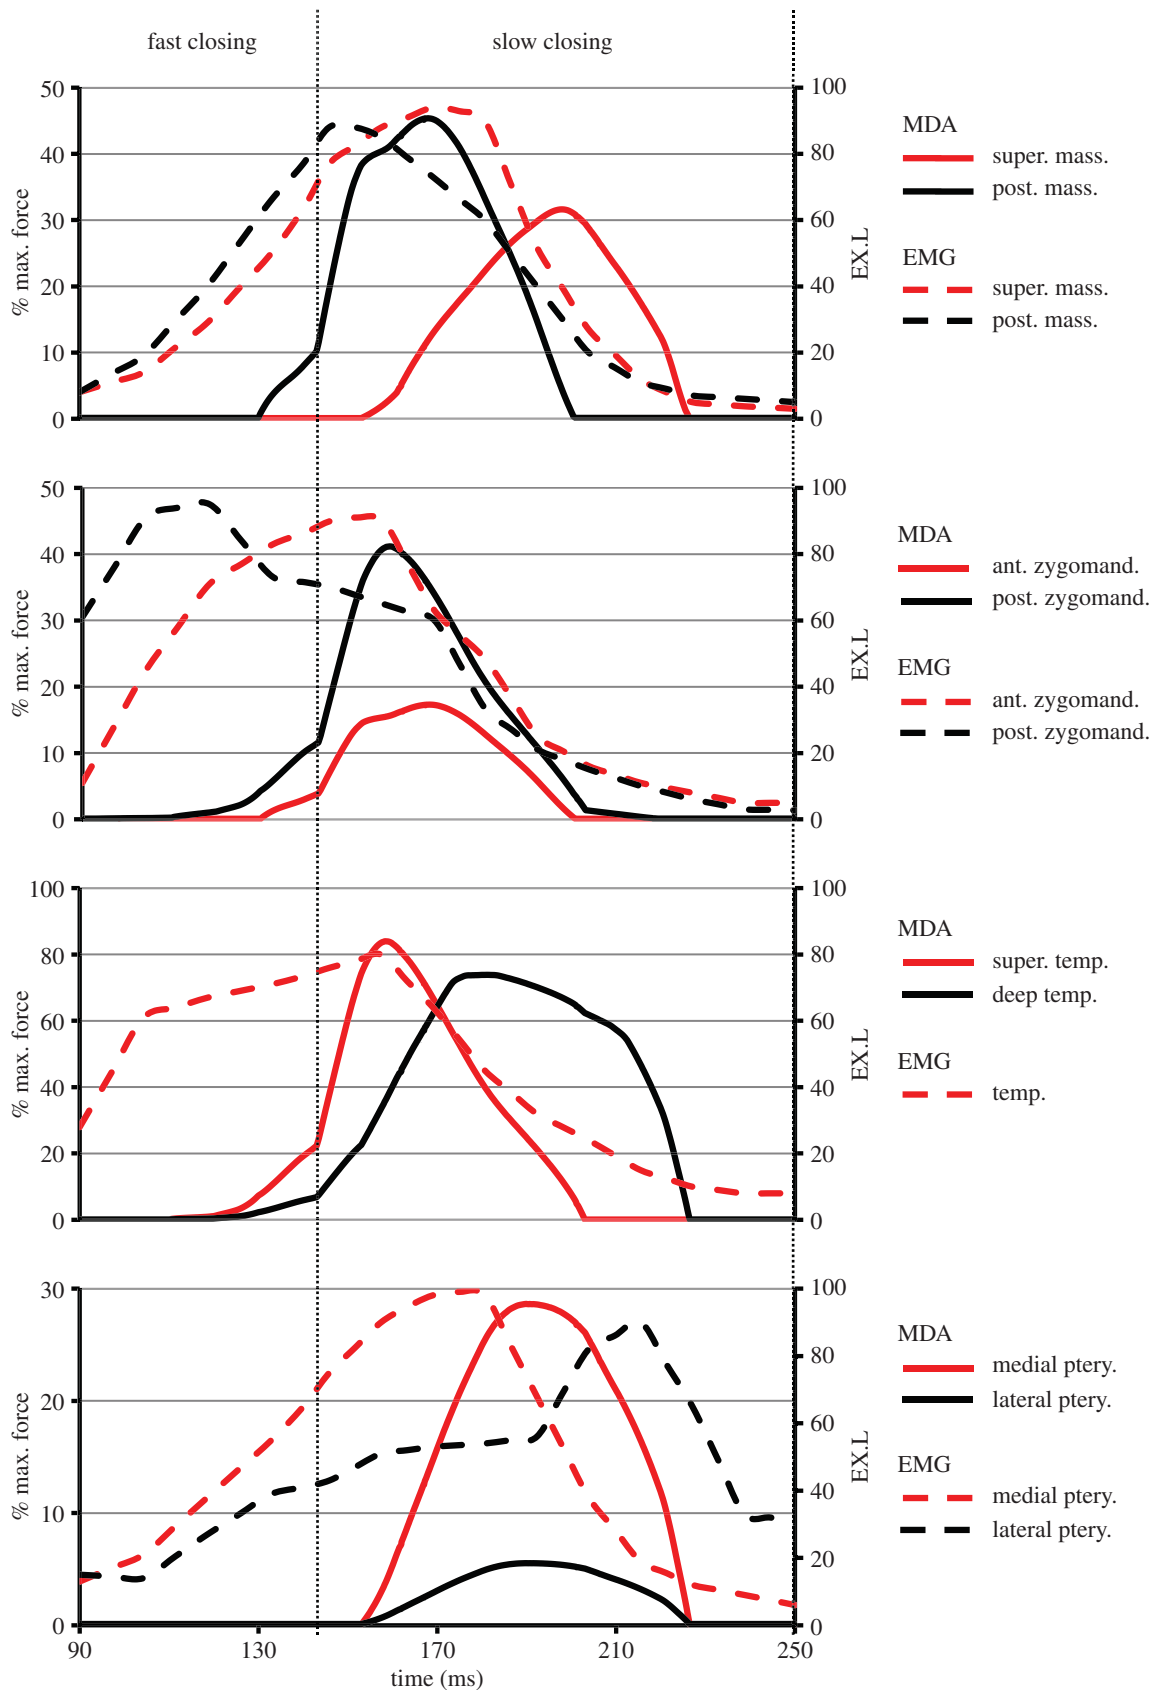 fast closing
slow closing
50
40
30
20
10
0
% max. force
100
80
60
40
20
0
EX.L
MDA
super. mass.
post. mass.
EMG
super. mass.
post. mass.
50
40
30
20
10
0
% max. force
100
80
60
40
20
0
EX.L
MDA
ant. zygomand.
post. zygomand.
EMG
ant. zygomand.
post. zygomand.
100
80
60
40
20
0
% max. force
100
80
60
40
20
0
EX.L
MDA
super. temp.
deep temp.
EMG
temp.
30
20
10
0
% max. force
100
80
60
40
20
0
EX.L
MDA
medial ptery.
lateral ptery.
EMG
medial ptery.
lateral ptery.
90 130 170 210 250
time (ms)